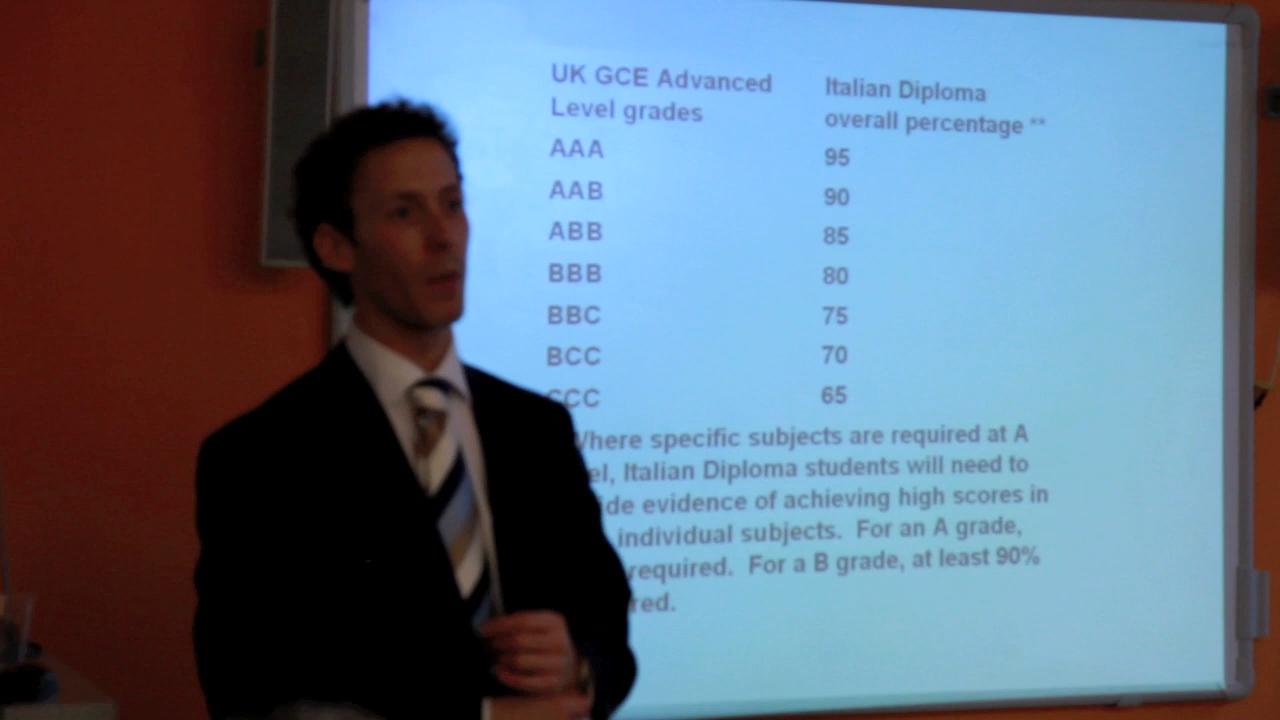 UK GCE Advanced Level grades
Italian Diploma overall percentage **
AAA 95
AAB 90
ABB 85
BBB 80
BBC 75
BCC 70
CCC 65
here specific subjects are required at A
el, Italian Diploma students will need to
ide evidence of achieving high scores in
individual subjects. For an A grade,
required. For a B grade, at least 90%
red.